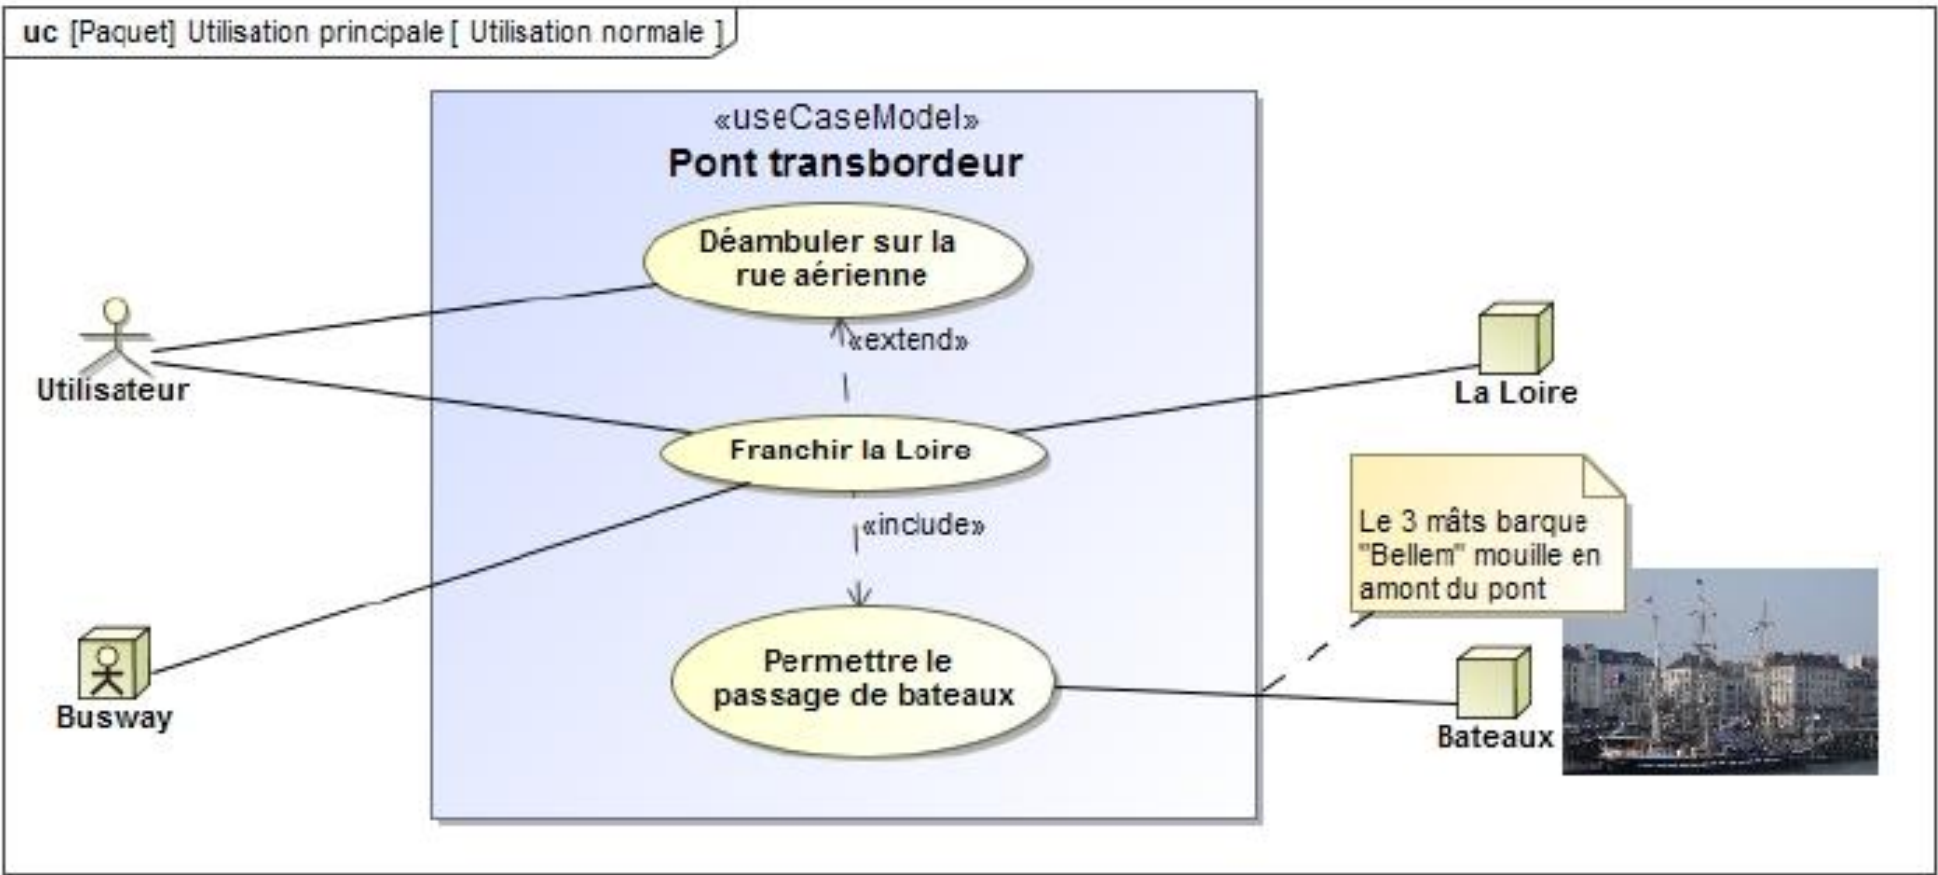 uc [Paquet] Utilisation principale [ Utilisation normale ]
«useCaseModel»
Pont transbordeur
Déambuler sur la
rue aérienne
«extend»
Utilisateur
La Loire
Franchir la Loire
«include»
Le 3 mâts barque
"Bellem" mouille en
amont du pont
Permettre le
passage de bateaux
Busway
Bateaux